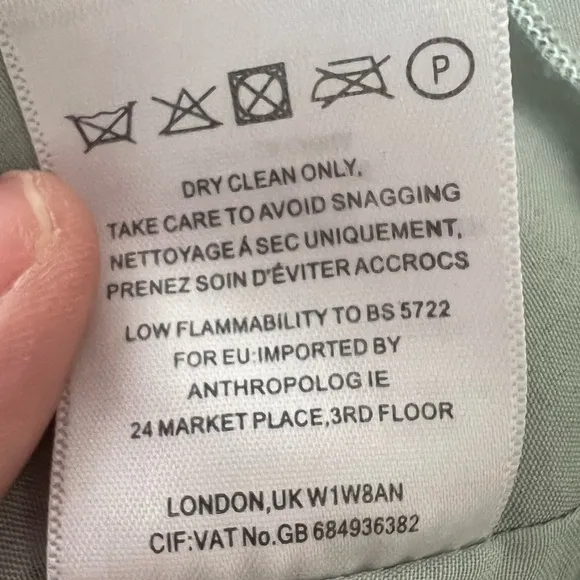 P
DRY CLEAN ONLY,
TAKE CARE TO AVOID SNAGGING
NETTOYAGE Á SEC UNIQUEMENT,
PRENEZ SOIN D'ÉVITER ACCROCS
LOW FLAMMABILITY TO BS 5722
FOR EU:IMPORTED BY
ANTHROPOLOG IE
24 MARKET PLACE,3RD FLOOR
LONDON,UK W1W8AN
CIF:VAT No.GB 684936382